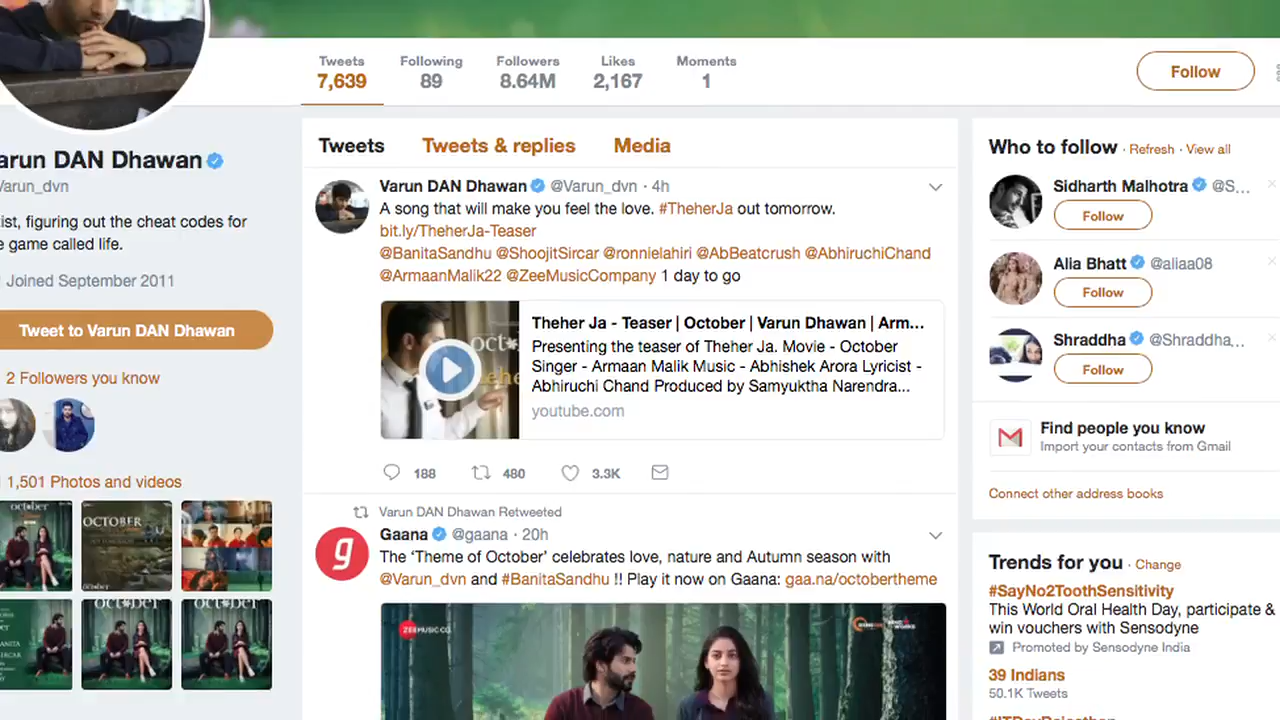 Tweets Following Followers Likes Moments
7,639 89 8.64M 2,167 1
Follow
arun DAN Dhawan
Varun_dvn
ist, figuring out the cheat codes for
e game called life.
Joined September 2011
Tweet to Varun DAN Dhawan
2 Followers you know
1,501 Photos and videos
october
OCTOBER
Tweets Tweets & replies Media
Varun DAN Dhawan @Varun_dvn · 4h
A song that will make you feel the love. #TheherJa out tomorrow.
bit.ly/TheherJa-Teaser
@BanitaSandhu @ShoojitSircar @ronnielahiri @AbBeatcrush @AbhiruchiChand
@ArmaanMalik22 @ZeeMusicCompany 1 day to go
Theher Ja - Teaser | October | Varun Dhawan | Arm...
Presenting the teaser of Theher Ja. Movie - October
Singer - Armaan Malik Music - Abhishek Arora Lyricist -
Abhiruchi Chand Produced by Samyuktha Narendra...
youtube.com
188 480 3.3K
Varun DAN Dhawan Retweeted
Gaana @gaana · 20h
The ‘Theme of October’ celebrates love, nature and Autumn season with
@Varun_dvn and #BanitaSandhu !! Play it now on Gaana: gaa.na/octobertheme
ZEE MUSIC CO.
Who to follow · Refresh · View all
Sidharth Malhotra @S...
Follow
Alia Bhatt @aliaa08
Follow
Shraddha @Shraddha...
Follow
Find people you know
Import your contacts from Gmail
Connect other address books
Trends for you · Change
#SayNo2ToothSensitivity
This World Oral Health Day, participate &
win vouchers with Sensodyne
Promoted by Sensodyne India
39 Indians
50.1K Tweets